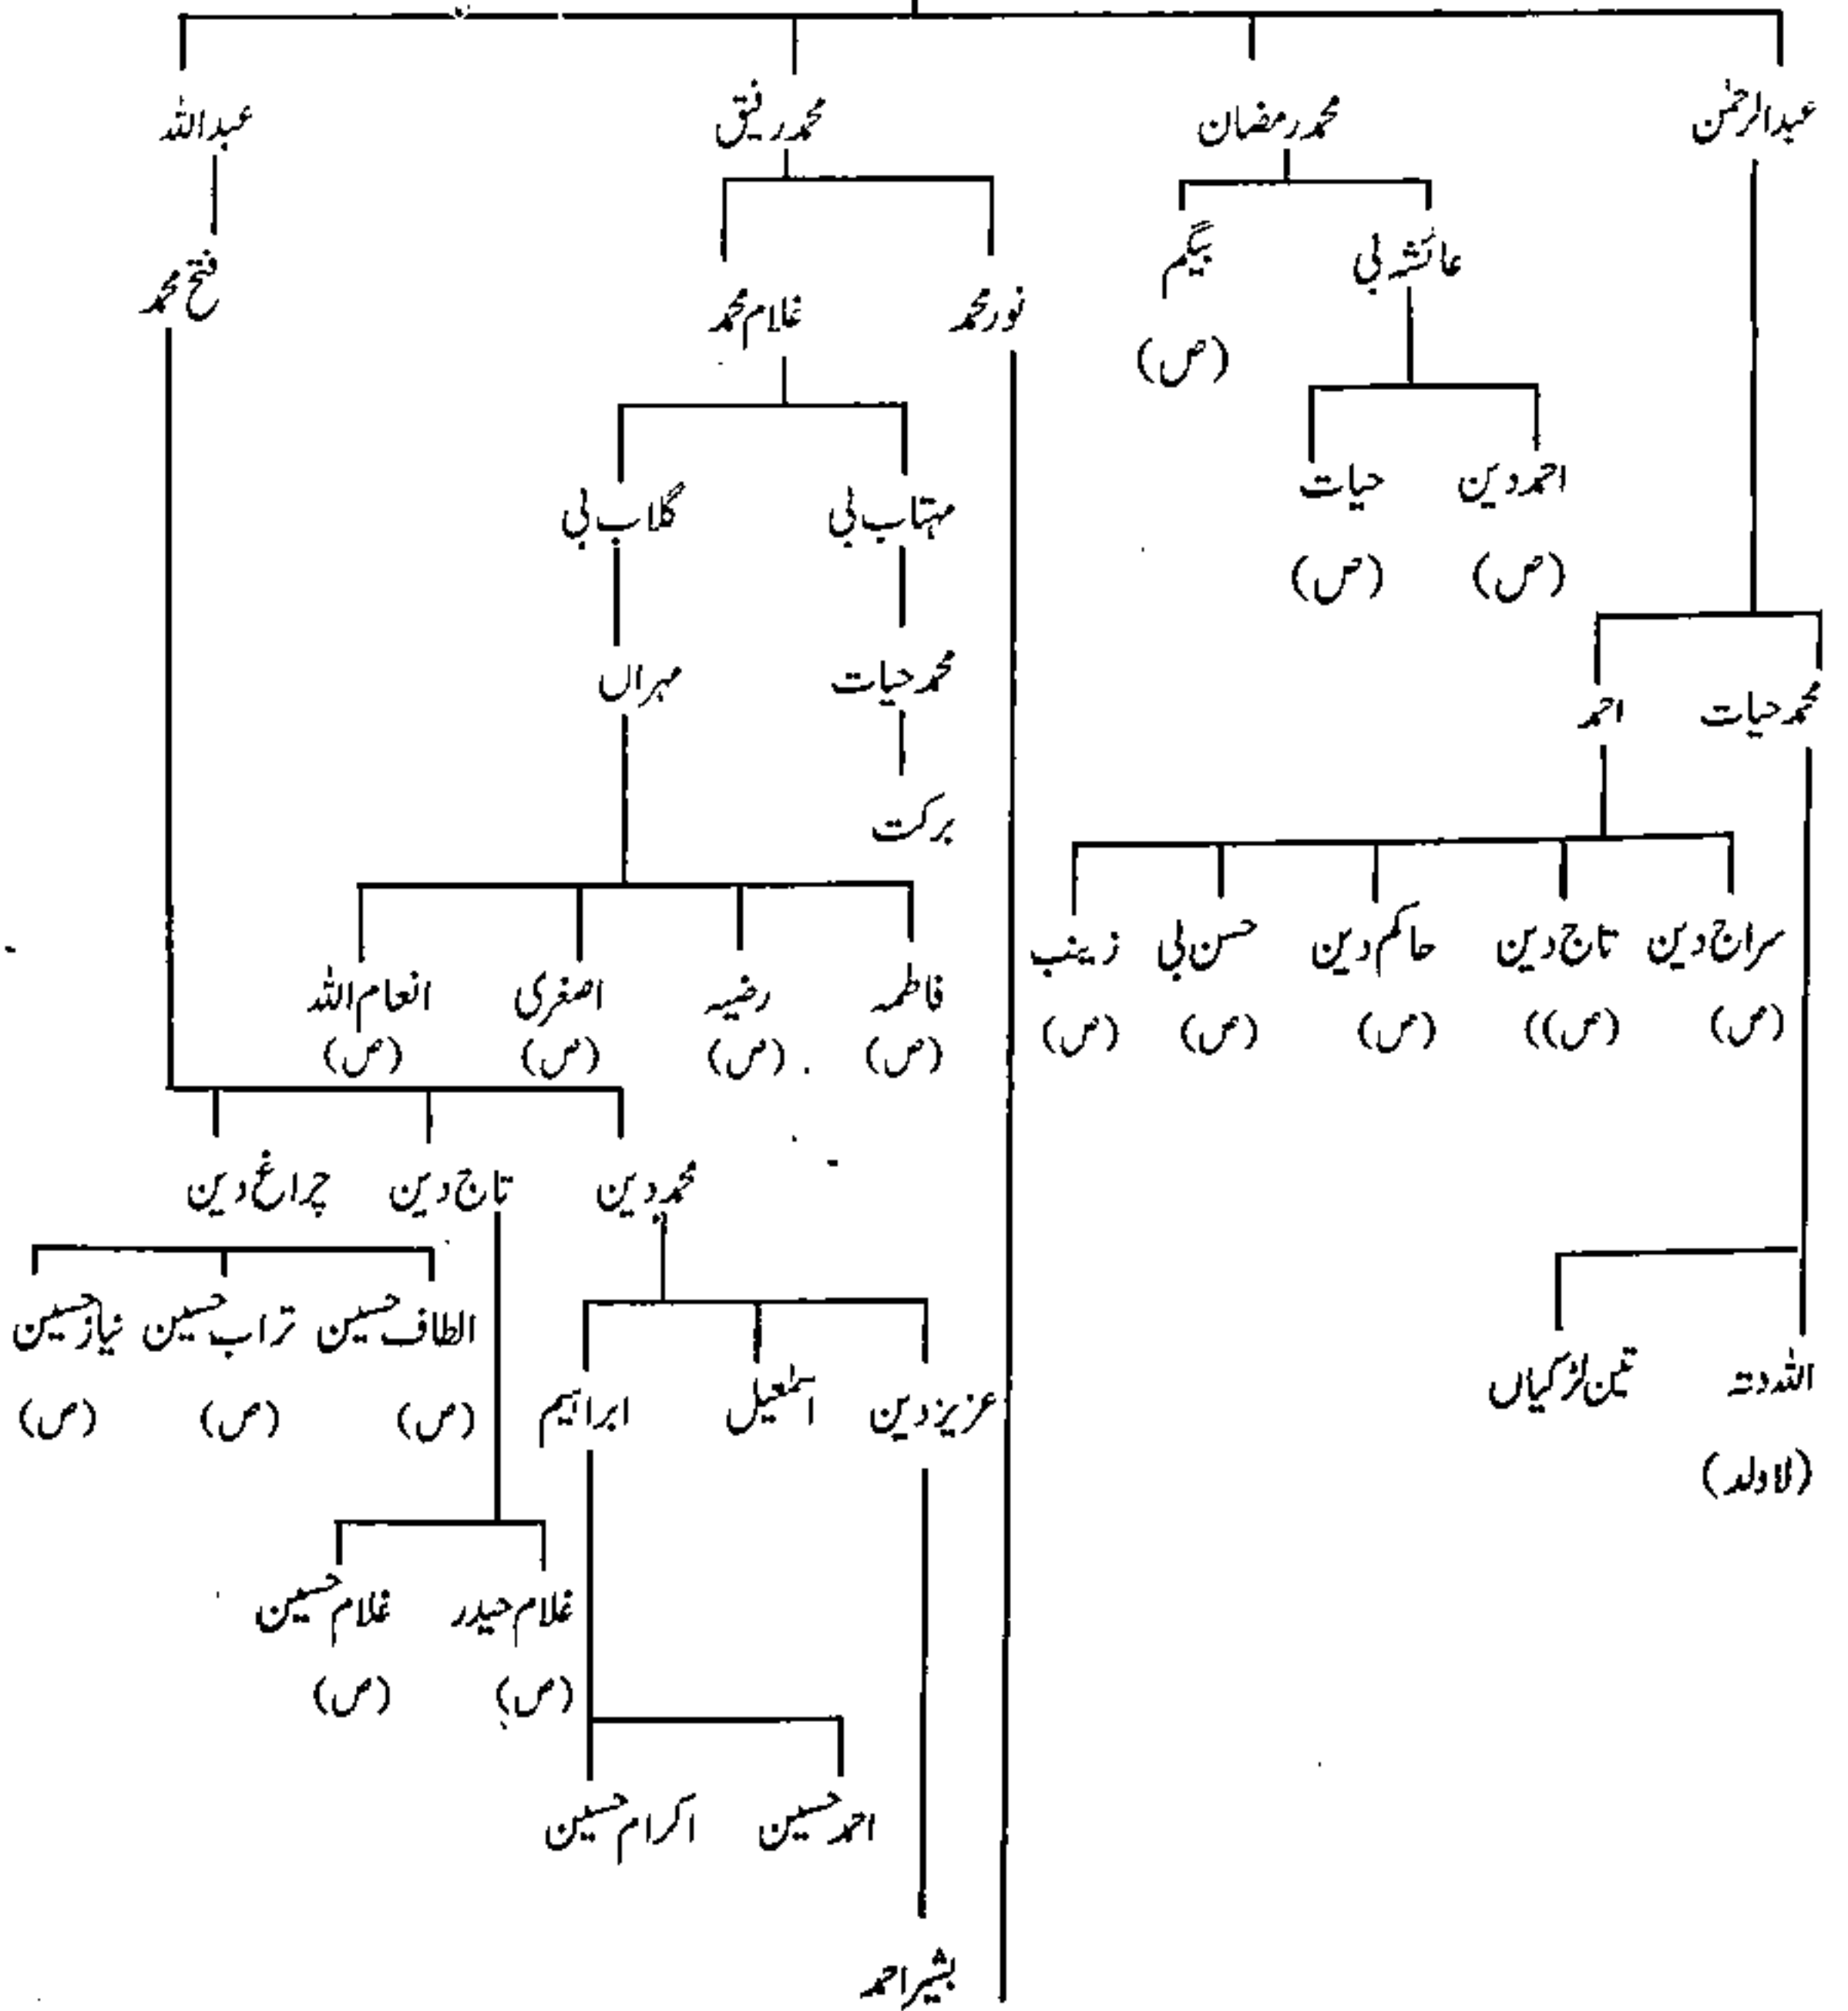 عبدالرحمٰن محمد رمضان محمد رفیق عبداللہ
عائشہ بی بیگم فتح محمد
نور محمد غلام محمد
(ص)
احمد دین حیات مہتاب بی گلاب بی
(ص) (ص)
محمد حیات مہراں
محمد حیات احمد
برکت
سراج دین تاج دین حاکم دین حسن بی زینب
فاطمہ رضیہ اصغری انعام اللہ
(ص) (ص)) (ص) (ص) (ص)
(ص) (ص) (ص) (ص)
محمد دین تاج دین چراغ دین
الطاف حسین تراب حسین نیاز حسین
اللہ دتہ تین لڑکیاں
عزیز دین اسمٰعیل ابراہیم
(ص) (ص) (ص)
(لاولد)
غلام حیدر غلام حسین
(ص) (ص)
احمد حسین اکرام حسین
بشیر احمد